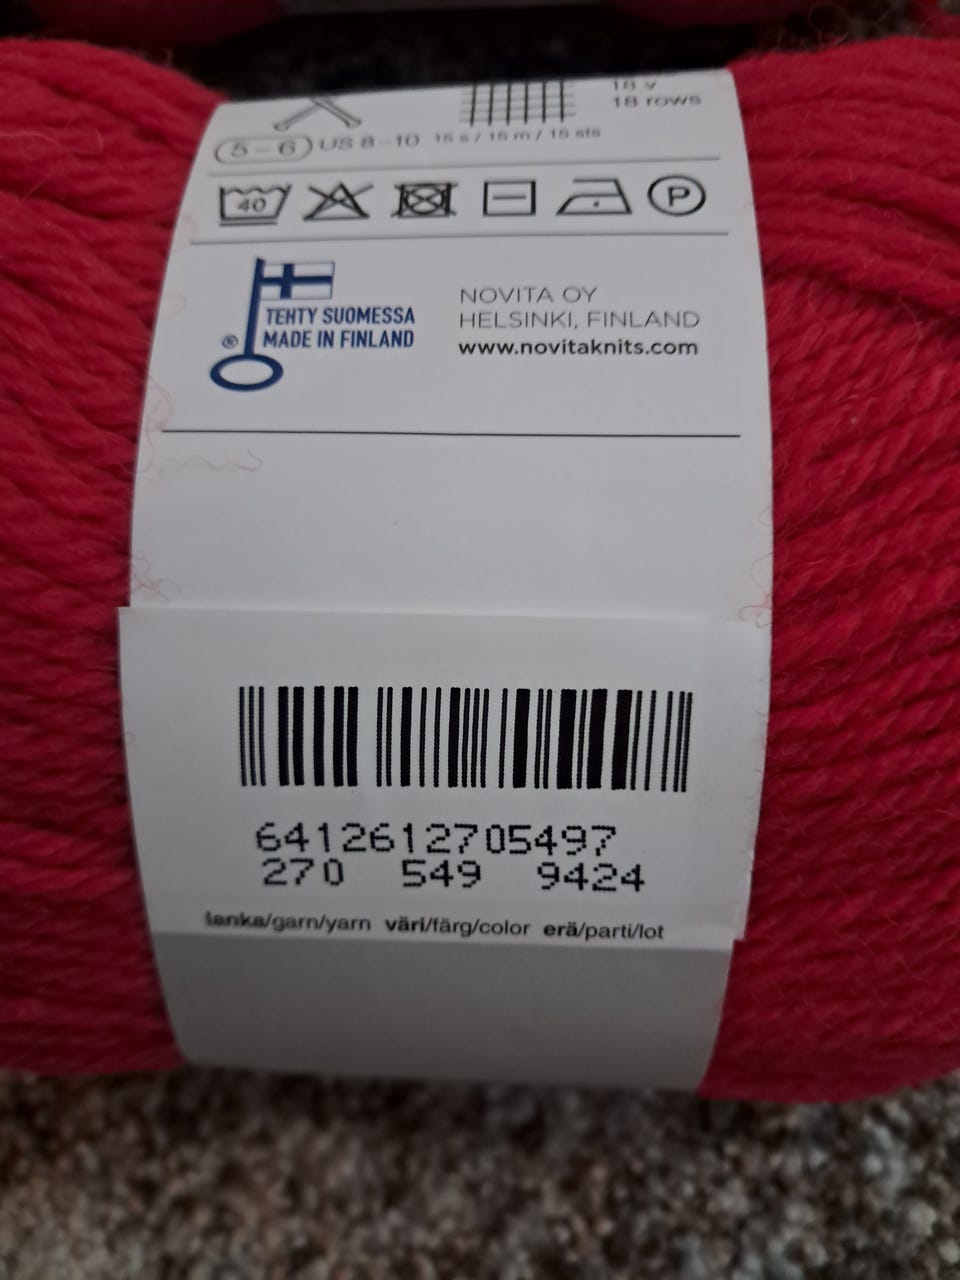 18 v
18 rows
5 – 6 US 8–10 15 s / 15 m / 15 sts
40 P
TEHTY SUOMESSA
® MADE IN FINLAND
NOVITA OY
HELSINKI, FINLAND
www.novitaknits.com
6412612705497
270 549 9424
lanka/garn/yarn väri/färg/color erä/parti/lot